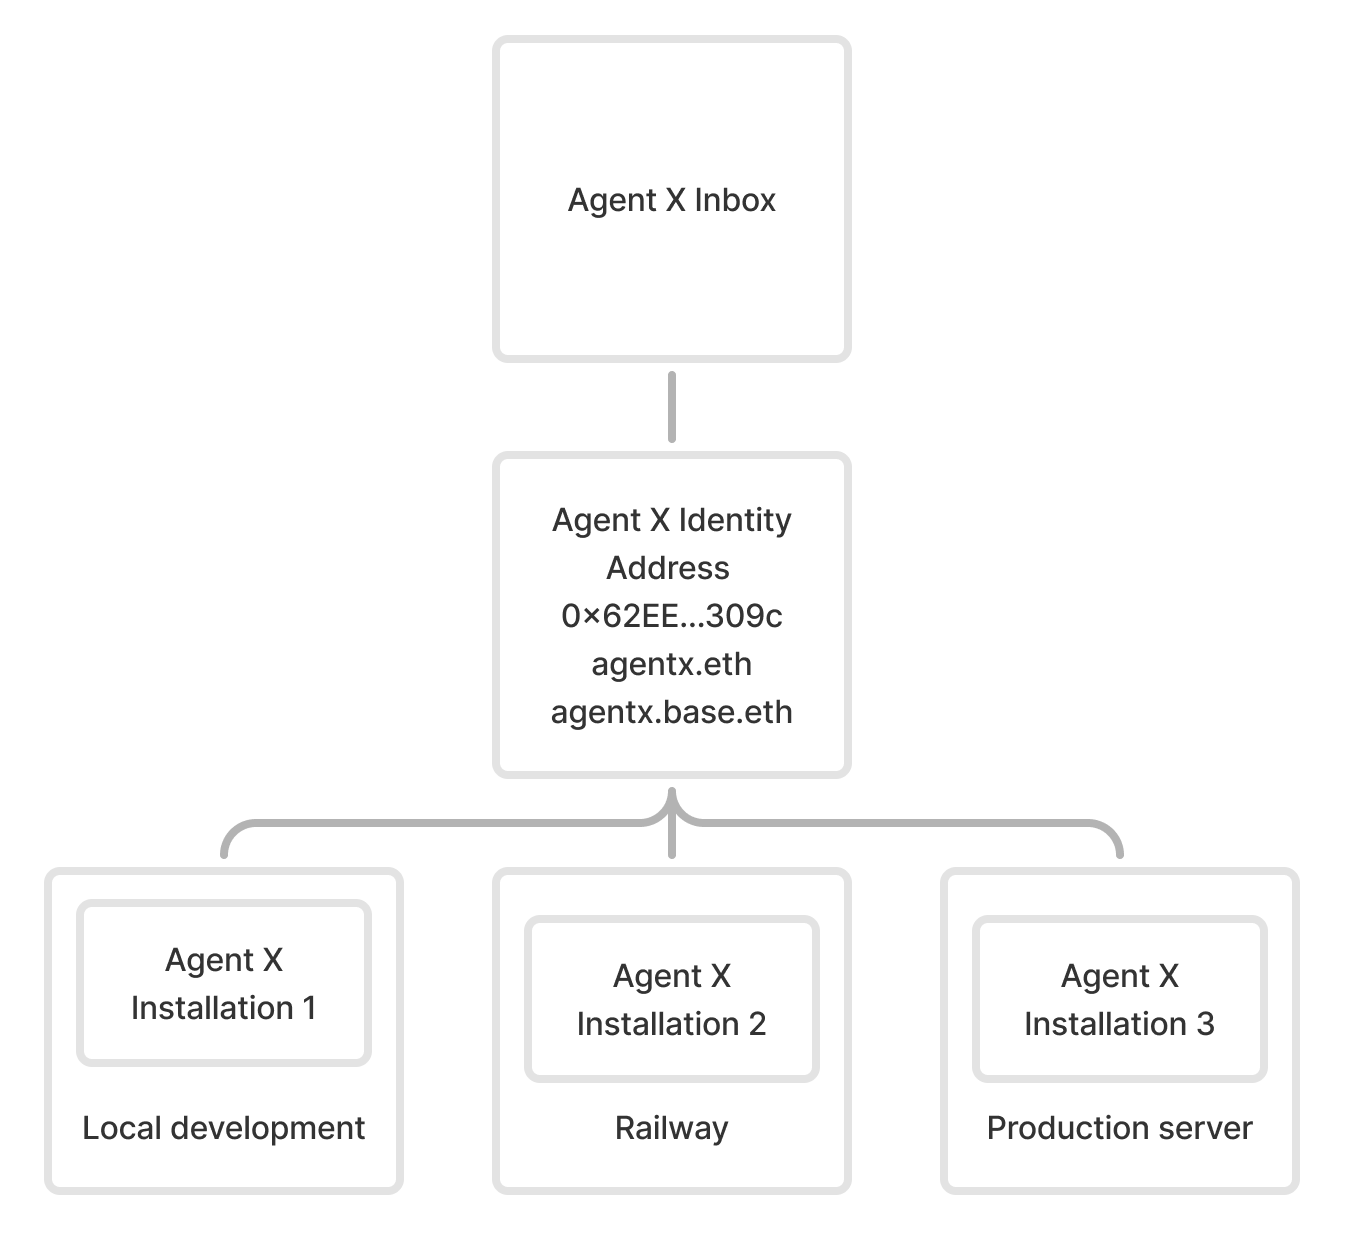 Agent X Inbox
Agent X Identity
Address
0×62EE...309c
agentx.eth
agentx.base.eth
Agent X
Installation 1
Local development
Agent X
Installation 2
Railway
Agent X
Installation 3
Production server